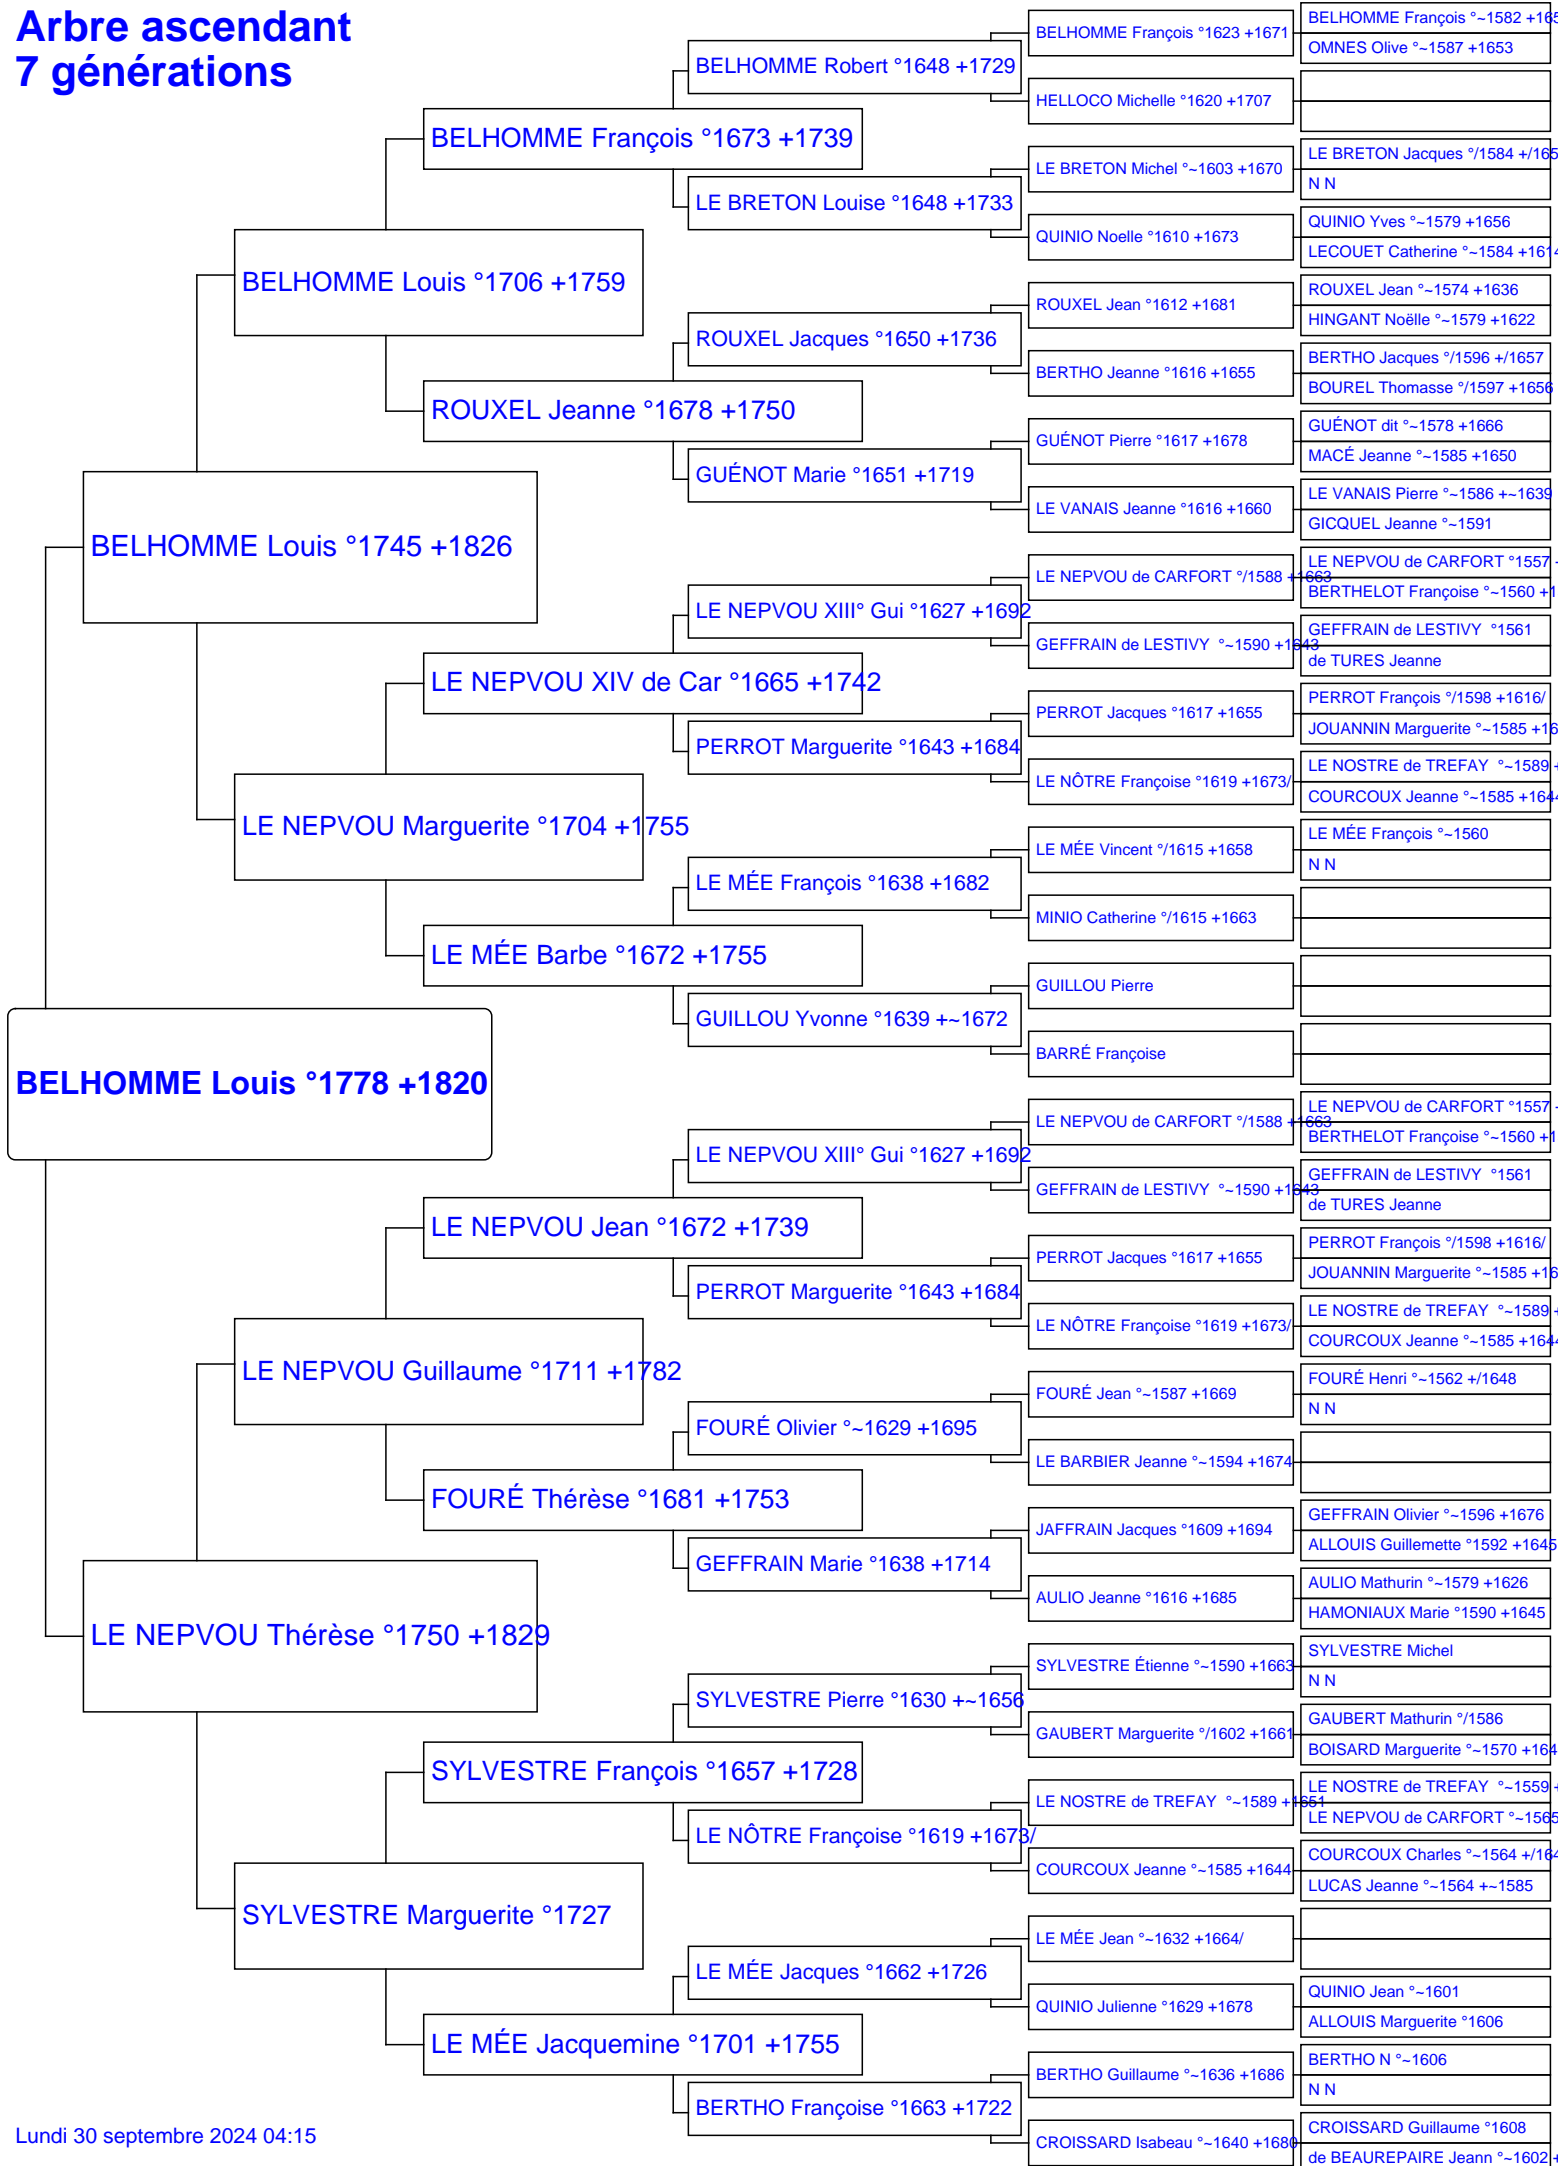 Arbre ascendant
7 générations
BELHOMME Louis °1778 +1820
BELHOMME Louis °1745 +1826
LE NEPVOU Thérèse °1750 +1829
BELHOMME Louis °1706 +1759
LE NEPVOU Marguerite °1704 +1755
LE NEPVOU Guillaume °1711 +1782
SYLVESTRE Marguerite °1727
BELHOMME François °1673 +1739
ROUXEL Jeanne °1678 +1750
LE NEPVOU XIV de Car °1665 +1742
LE MÉE Barbe °1672 +1755
LE NEPVOU Jean °1672 +1739
FOURÉ Thérèse °1681 +1753
SYLVESTRE François °1657 +1728
LE MÉE Jacquemine °1701 +1755
BELHOMME Robert °1648 +1729
LE BRETON Louise °1648 +1733
ROUXEL Jacques °1650 +1736
GUÉNOT Marie °1651 +1719
LE NEPVOU XIII° Gui °1627 +1692
PERROT Marguerite °1643 +1684
LE MÉE François °1638 +1682
GUILLOU Yvonne °1639 +~1672
LE NEPVOU XIII° Gui °1627 +1692
PERROT Marguerite °1643 +1684
FOURÉ Olivier °~1629 +1695
GEFFRAIN Marie °1638 +1714
SYLVESTRE Pierre °1630 +~1656
LE NÔTRE Françoise °1619 +1673/
LE MÉE Jacques °1662 +1726
BERTHO Françoise °1663 +1722
BELHOMME François °1623 +1671
HELLOCO Michelle °1620 +1707
LE BRETON Michel °~1603 +1670
QUINIO Noelle °1610 +1673
ROUXEL Jean °1612 +1681
BERTHO Jeanne °1616 +1655
GUÉNOT Pierre °1617 +1678
LE VANAIS Jeanne °1616 +1660
LE NEPVOU de CARFORT °/1588 +1663
GEFFRAIN de LESTIVY °~1590 +1643
PERROT Jacques °1617 +1655
LE NÔTRE Françoise °1619 +1673/
LE MÉE Vincent °/1615 +1658
MINIO Catherine °/1615 +1663
GUILLOU Pierre
BARRÉ Françoise
LE NEPVOU de CARFORT °/1588 +1663
GEFFRAIN de LESTIVY °~1590 +1643
PERROT Jacques °1617 +1655
LE NÔTRE Françoise °1619 +1673/
FOURÉ Jean °~1587 +1669
LE BARBIER Jeanne °~1594 +1674
JAFFRAIN Jacques °1609 +1694
AULIO Jeanne °1616 +1685
SYLVESTRE Étienne °~1590 +1663
GAUBERT Marguerite °/1602 +1661
LE NOSTRE de TREFAY °~1589 +1651
COURCOUX Jeanne °~1585 +1644
LE MÉE Jean °~1632 +1664/
QUINIO Julienne °1629 +1678
BERTHO Guillaume °~1636 +1686
CROISSARD Isabeau °~1640 +1680
BELHOMME François °~1582 +165
OMNES Olive °~1587 +1653
LE BRETON Jacques °/1584 +/165
N N
QUINIO Yves °~1579 +1656
LECOUET Catherine °~1584 +1614
ROUXEL Jean °~1574 +1636
HINGANT Noëlle °~1579 +1622
BERTHO Jacques °/1596 +/1657
BOUREL Thomasse °/1597 +1656
GUÉNOT dit °~1578 +1666
MACÉ Jeanne °~1585 +1650
LE VANAIS Pierre °~1586 +~1639
GICQUEL Jeanne °~1591
LE NEPVOU de CARFORT °1557 +
BERTHELOT Françoise °~1560 +1
GEFFRAIN de LESTIVY °1561
de TURES Jeanne
PERROT François °/1598 +1616/
JOUANNIN Marguerite °~1585 +16
LE NOSTRE de TREFAY °~1589 +
COURCOUX Jeanne °~1585 +1644
LE MÉE François °~1560
N N
LE NEPVOU de CARFORT °1557 +
BERTHELOT Françoise °~1560 +1
GEFFRAIN de LESTIVY °1561
de TURES Jeanne
PERROT François °/1598 +1616/
JOUANNIN Marguerite °~1585 +16
LE NOSTRE de TREFAY °~1589 +
COURCOUX Jeanne °~1585 +1644
FOURÉ Henri °~1562 +/1648
N N
GEFFRAIN Olivier °~1596 +1676
ALLOUIS Guillemette °1592 +1645
AULIO Mathurin °~1579 +1626
HAMONIAUX Marie °1590 +1645
SYLVESTRE Michel
N N
GAUBERT Mathurin °/1586
BOISARD Marguerite °~1570 +164
LE NOSTRE de TREFAY °~1559 +
LE NEPVOU de CARFORT °~1565
COURCOUX Charles °~1564 +/164
LUCAS Jeanne °~1564 +~1585
QUINIO Jean °~1601
ALLOUIS Marguerite °1606
BERTHO N °~1606
N N
CROISSARD Guillaume °1608
de BEAUREPAIRE Jeann °~1602 +
Lundi 30 septembre 2024 04:15